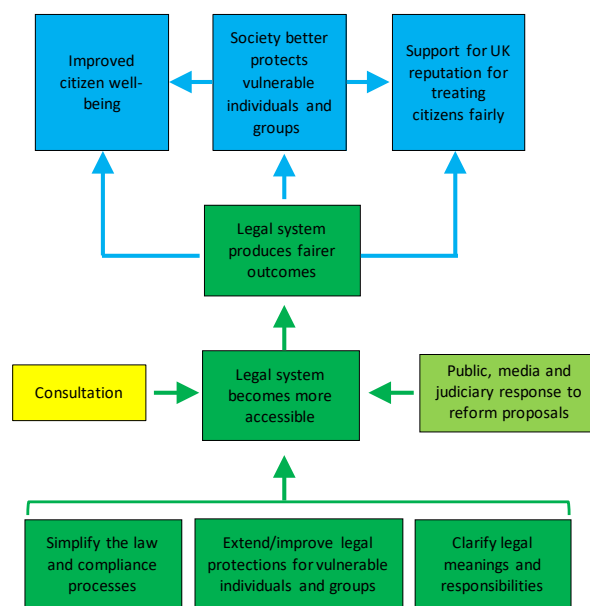 Improved
citizen well-
being
Society better
protects
vulnerable
individuals and
groups
Support for UK
reputation for
treating
citizens fairly
Legal system
produces fairer
outcomes
Consultation
Legal system
becomes more
accessible
Public, media and
judiciary response to
reform proposals
Simplify the law
and compliance
processes
Extend/improve legal
protections for vulnerable
individuals and groups
Clarify legal
meanings and
responsibilities